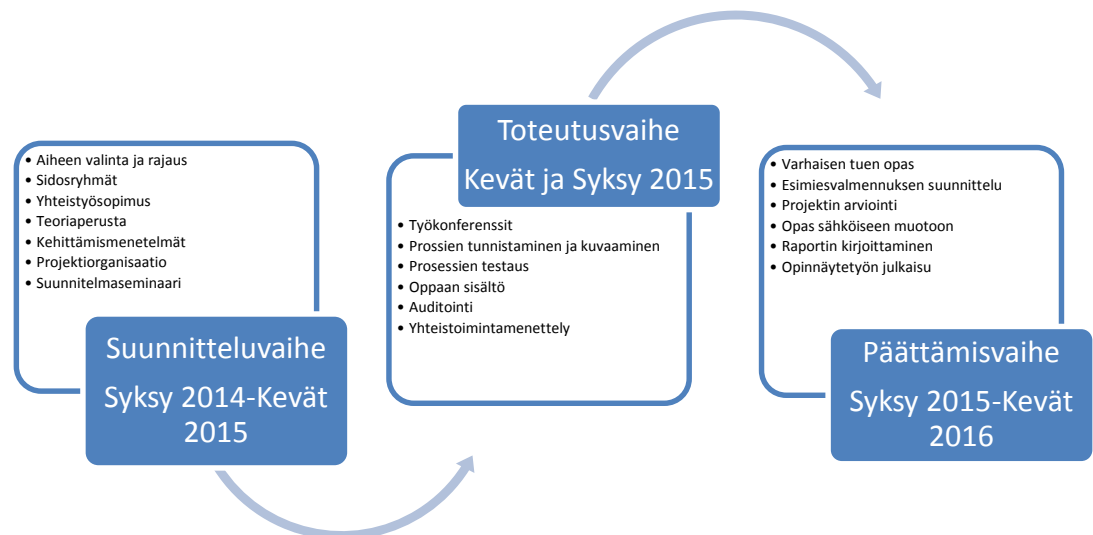 • Aiheen valinta ja rajaus
• Sidosryhmät
• Yhteistyösopimus
• Teoriaperusta
• Kehittämismenetelmät
• Projektiorganisaatio
• Suunnitelmaseminaari
Suunnitteluvaihe
Syksy 2014-Kevät
2015
Toteutusvaihe
Kevät ja Syksy 2015
• Työkonferenssit
• Prossien tunnistaminen ja kuvaaminen
• Prosessien testaus
• Oppaan sisältö
• Auditointi
• Yhteistoimintamenettely
• Varhaisen tuen opas
• Esimiesvalmennuksen suunnittelu
• Projektin arviointi
• Opas sähköiseen muotoon
• Raportin kirjoittaminen
• Opinnäytetyön julkaisu
Päättämisvaihe
Syksy 2015-Kevät
2016